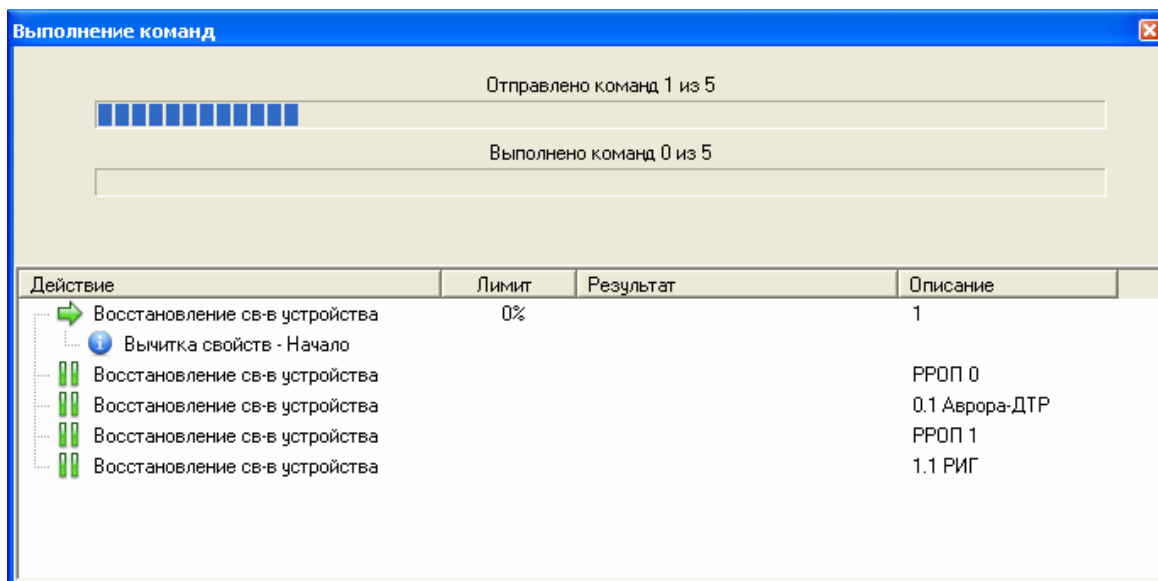 Выполнение команд
Отправлено команд 1 из 5
Выполнено команд 0 из 5
Действие Лимит Результат Описание
Восстановление св-в устройства 0% 1
Вычитка свойств - Начало
Восстановление св-в устройства РРОП 0
Восстановление св-в устройства 0.1 Аврора-ДТР
Восстановление св-в устройства РРОП 1
Восстановление св-в устройства 1.1 РИГ